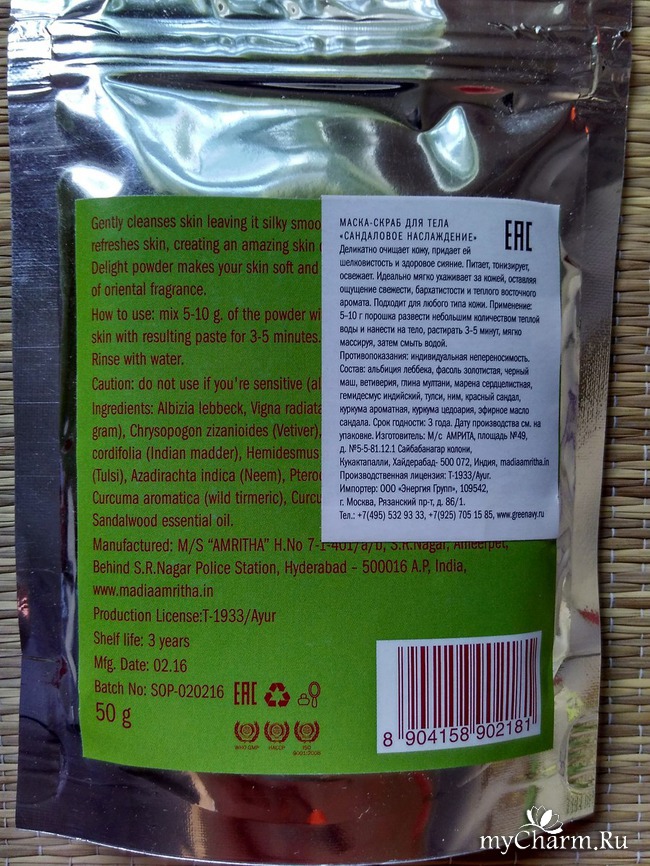 Gently cleanses skin leaving it silky smoo
refreshes skin, creating an amazing skin
Delight powder makes your skin soft and
of oriental fragrance.
How to use: mix 5-10 g. of the powder wi
skin with resulting paste for 3-5 minutes.
Rinse with water.
Caution: do not use if you're sensitive (al
Ingredients: Albizia lebbeck, Vigna radiata
gram), Chrysopogon zizanioides (Vetiver),
cordifolia (Indian madder), Hemidesmus
(Tulsi), Azadirachta indica (Neem), Pteroc
Curcuma aromatica (wild tirmeric), Curcu
Sandalwood essential oil.
Manufactured: M/S "AMRITHA" H.No 7-1-401/a/b, S.R.Nagar, Ameerpet,
Behind S.R.Nagar Police Station, Hyderabad – 500016 A.P, India,
www.madiaamritha.in
Production License:T-1933/Ayur
Shelf life: 3 years
Mfg. Date: 02.16
Batch No: SOP-020216
EAC
50 g
WHO GMP
HACCP
ISO
9001/2008
8 904158 902181
МАСКА-СКРАБ ДЛЯ ТЕЛА
«САНДАЛОВОЕ НАСЛАЖДЕНИЕ»
EAC
Деликатно очищает кожу, придает ей
шелковистость и здоровое сияние. Питает, тонизирует,
освежает. Идеально мягко ухаживает за кожей, оставляя
ощущение свежести, бархатистости и теплого восточного
аромата. Подходит для любого типа кожи. Применение:
5-10 г порошка развести небольшим количеством теплой
воды и нанести на тело, растирать 3-5 минут, мягко
массируя, затем смыть водой.
Противопоказания: индивидуальная непереносимость.
Состав: альбиция леббека, фасоль золотистая, черный
маш, ветиверия, глина мултани, марена сердцелистная,
гемидесмус индийский, тулси, ним, красный сандал,
куркума ароматная, куркума цедоария, эфирное масло
сандала. Срок годности: 3 года. Дату производства см. на
упаковке. Изготовитель: М/с АМРИТА, площадь №49,
д. №5-5-81.12.1 Сайбабанагар колони,
Кукактапалли, Хайдерабад- 500 072, Индия, madiaamritha.in
Производственная лицензия: T-1933/Ayur.
Импортер: ООО «Энергия Групп», 109542,
г. Москва, Рязанский пр-т, д. 86/1.
Тел.: +7(495) 532 93 33, +7(925) 705 15 85, www.greenavy.ru
myCharm.Ru